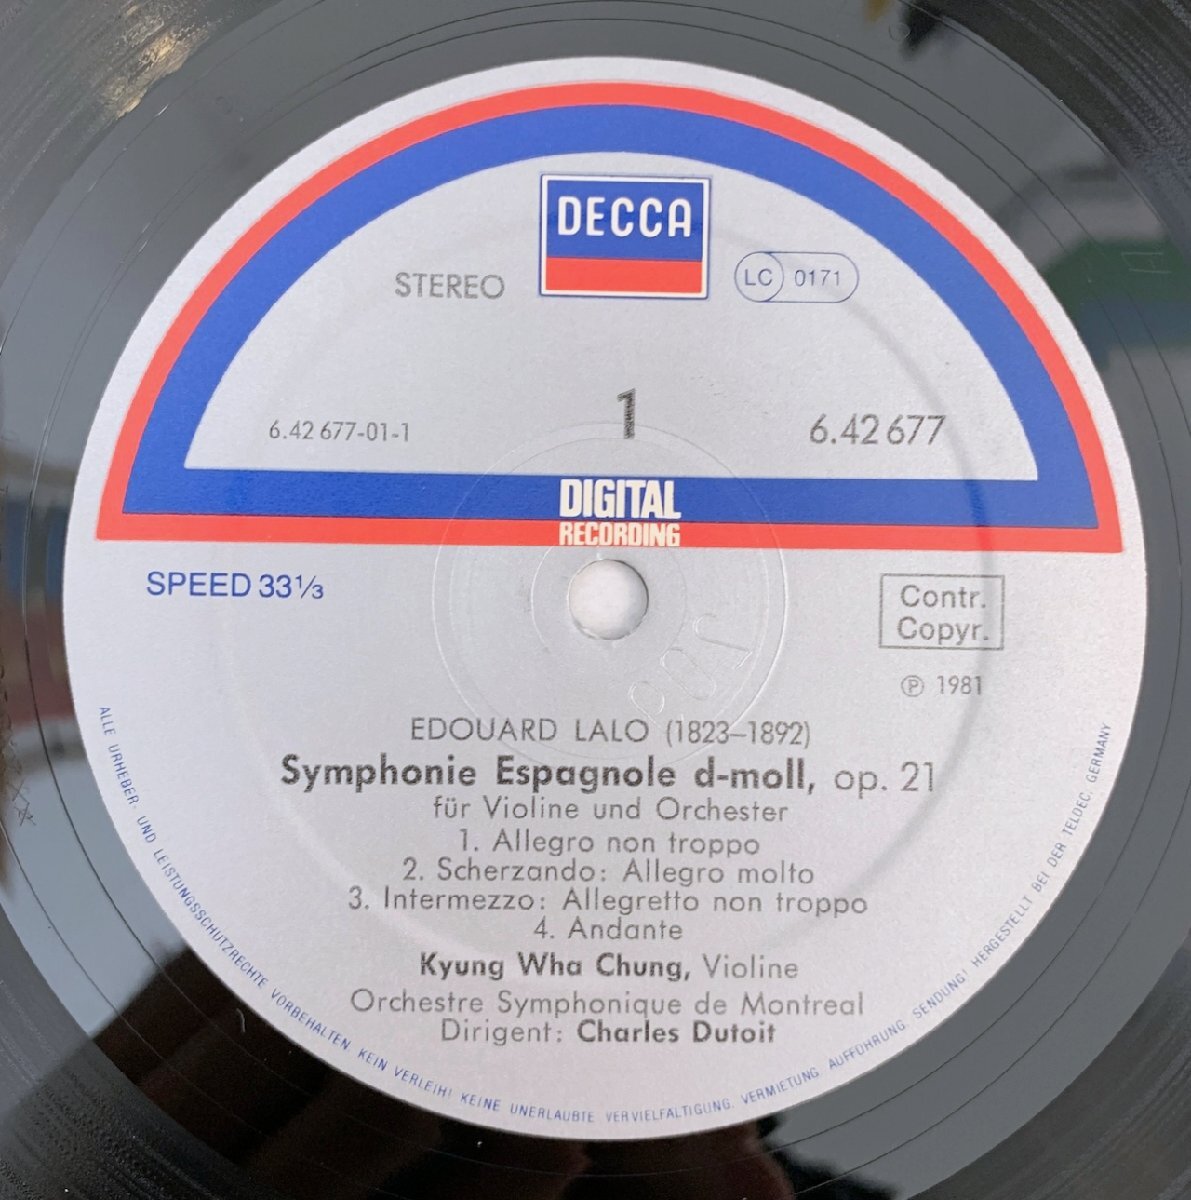 DECCA
STEREO
LC 0171
1
6.42 677-01-1
6.42 677
DIGITAL
RECORDING
SPEED 33⅓
Contr.
Copyr.
Ⓟ 1981
EDOUARD LALO (1823–1892)
Symphonie Espagnole d-moll, op. 21
für Violine und Orchester
1. Allegro non troppo
2. Scherzando: Allegro molto
3. Intermezzo: Allegretto non troppo
4. Andante
Kyung Wha Chung, Violine
Orchestre Symphonique de Montreal
Dirigent: Charles Dutoit
ALLE URHEBER- UND LEISTUNGSSCHUTZRECHTE VORBEHALTEN. KEIN VERLEIH! KEINE UNERLAUBTE VERVIELFÄLTIGUNG, VERMIETUNG, AUFFÜHRUNG, SENDUNG! HERGESTELLT BEI DER TELDEC, GERMANY